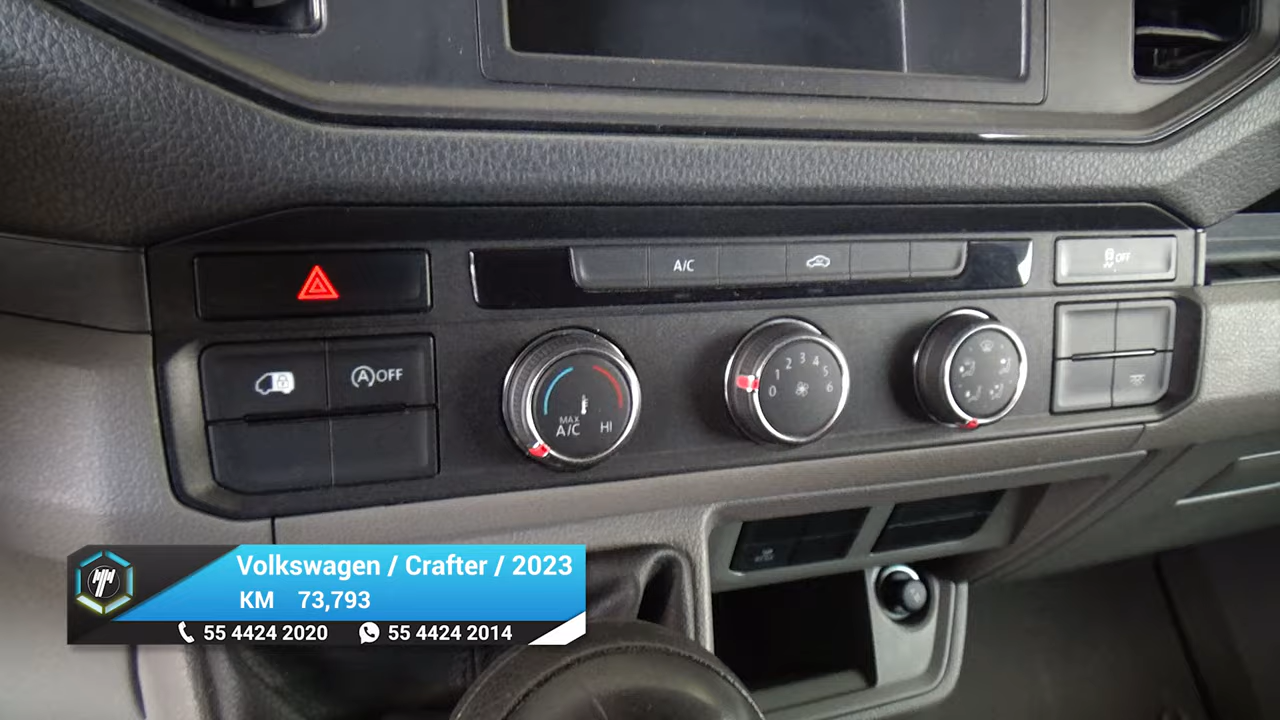 A/C
OFF
A OFF
1 2 3 4 5
0 6
MAX
A/C HI
Volkswagen / Crafter / 2023
KM 73,793
55 4424 2020 55 4424 2014